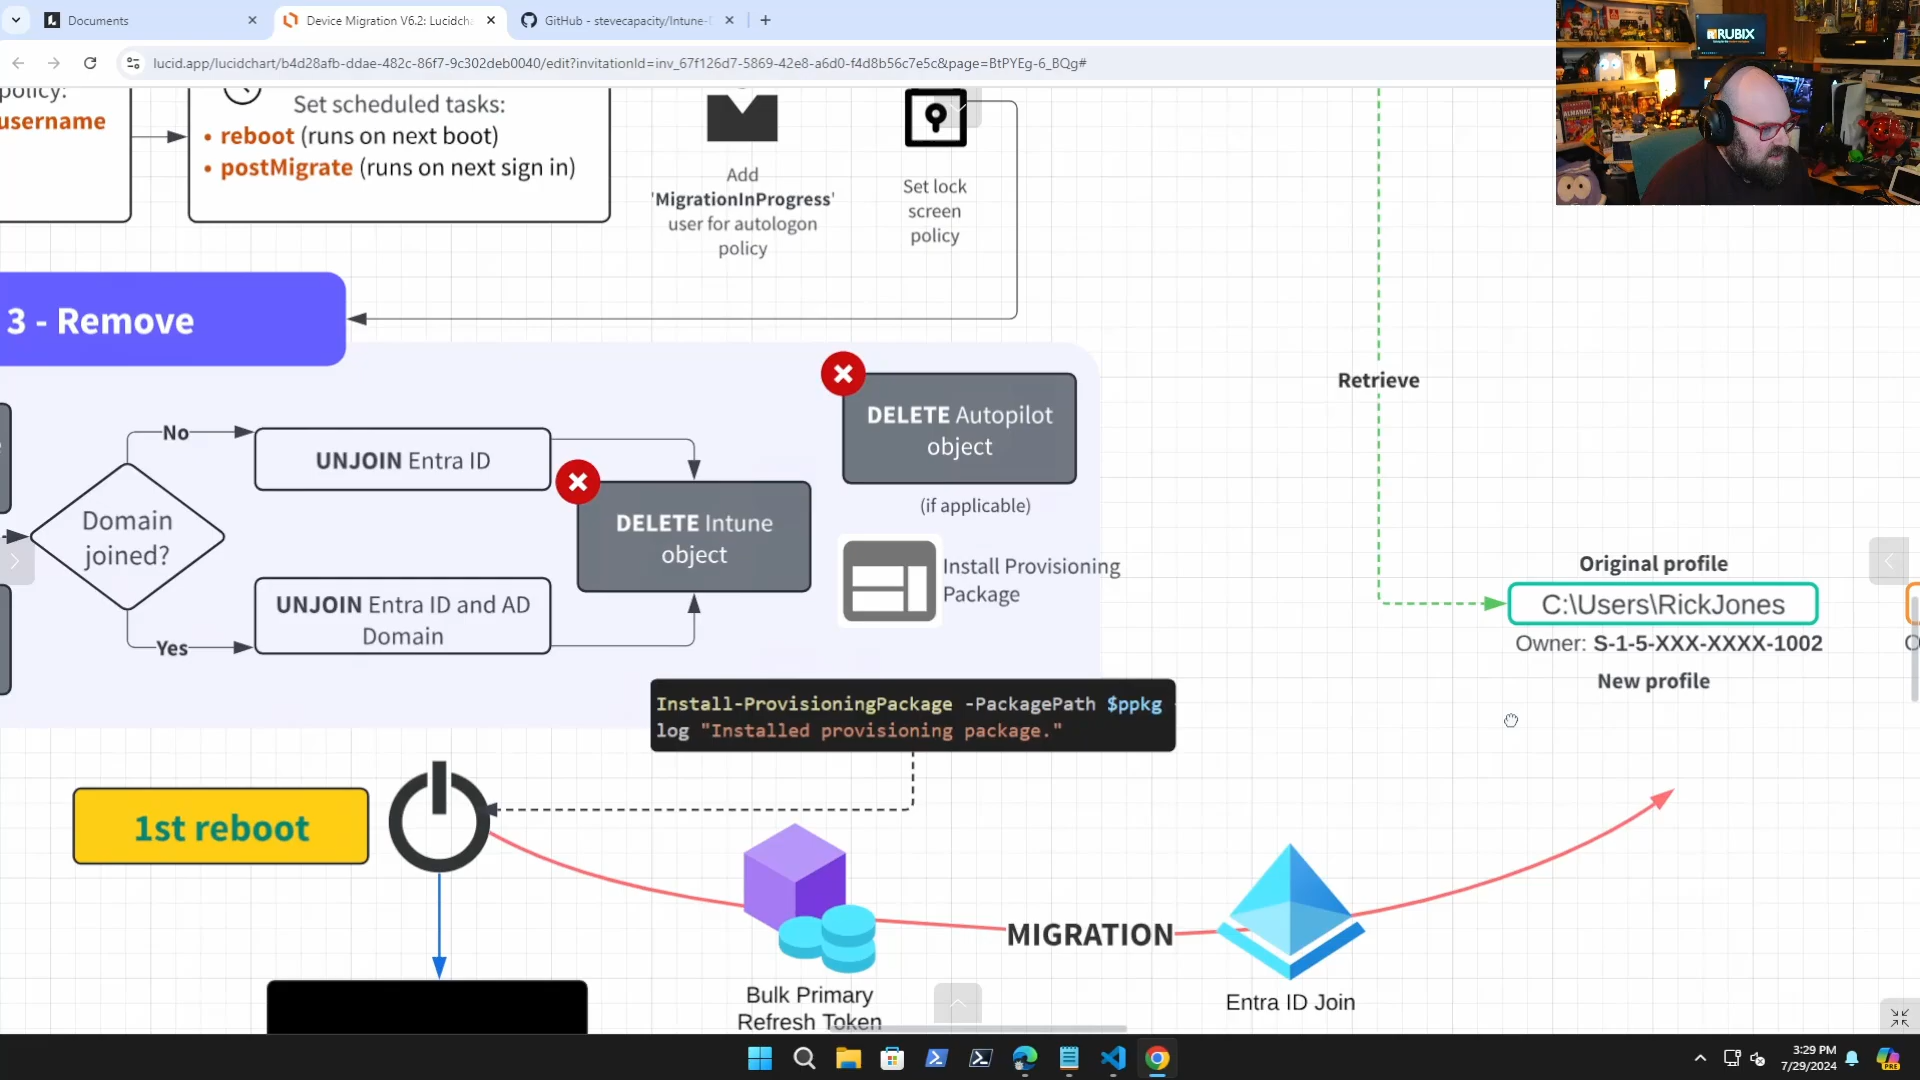 Documents
Device Migration V6.2: Lucidcha
GitHub - stevecapacity/Intune-
lucid.app/lucidchart/b4d28afb-ddae-482c-86f7-9c302deb0040/edit?invitationId=inv_67f126d7-5869-42e8-a6d0-f4d8b56c7e5c&page=BtPYEg-6_BQg#
RUBIX
policy:
username
Set scheduled tasks:
• reboot (runs on next boot)
• postMigrate (runs on next sign in)
Add
'MigrationInProgress'
user for autologon
policy
Set lock
screen
policy
3 - Remove
Retrieve
No
UNJOIN Entra ID
DELETE Autopilot
object
(if applicable)
Domain
joined?
DELETE Intune
object
Install Provisioning
Package
Yes
UNJOIN Entra ID and AD
Domain
Original profile
C:\Users\RickJones
Owner: S-1-5-XXX-XXXX-1002
New profile
Install-ProvisioningPackage -PackagePath $ppkg
log "Installed provisioning package."
1st reboot
MIGRATION
Bulk Primary
Refresh Token
Entra ID Join
3:29 PM
7/29/2024
PRE